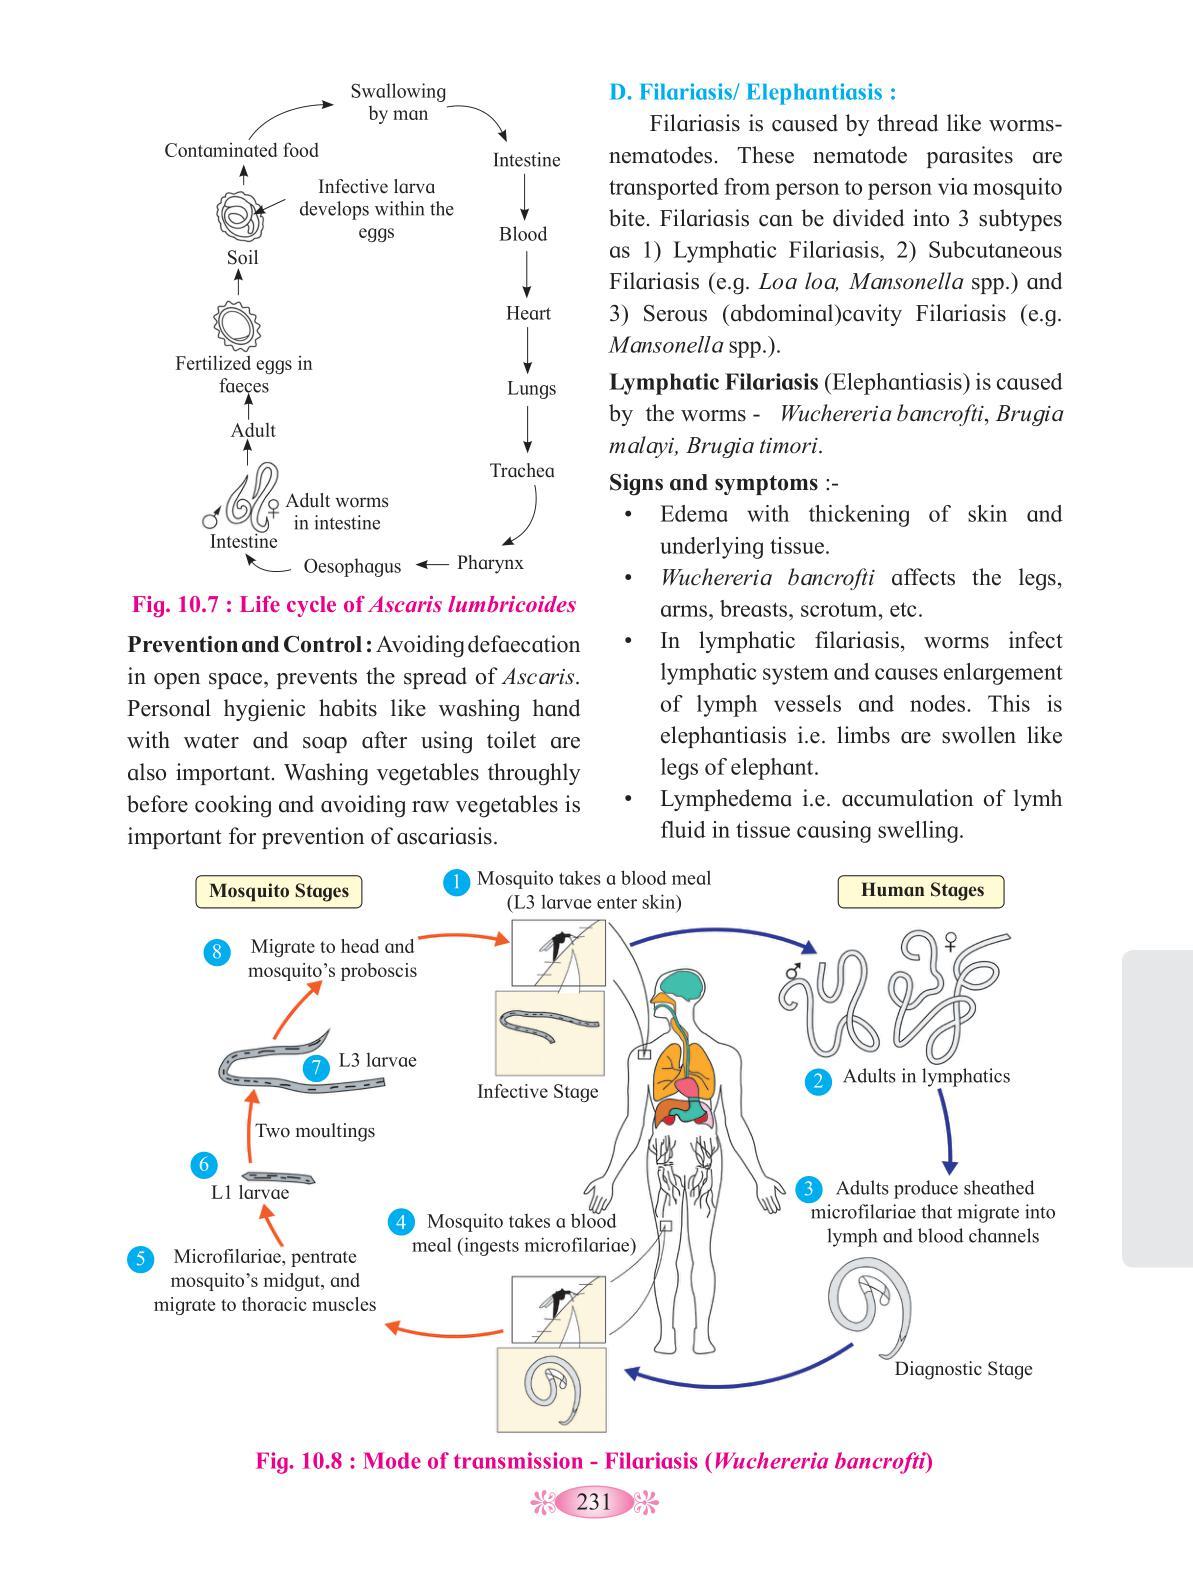 Swallowing
by man
Contaminated food
Intestine
Infective larva
develops within the
eggs
Blood
Soil
Heart
Fertilized eggs in
faeces
Lungs
Adult
Trachea
♂
♀
Adult worms
in intestine
Intestine
Oesophagus
Pharynx
Fig. 10.7 : Life cycle of Ascaris lumbricoides
Prevention and Control : Avoiding defaecation
in open space, prevents the spread of Ascaris.
Personal hygienic habits like washing hand
with water and soap after using toilet are
also important. Washing vegetables throughly
before cooking and avoiding raw vegetables is
important for prevention of ascariasis.
D. Filariasis/ Elephantiasis :
Filariasis is caused by thread like worms-
nematodes. These nematode parasites are
transported from person to person via mosquito
bite. Filariasis can be divided into 3 subtypes
as 1) Lymphatic Filariasis, 2) Subcutaneous
Filariasis (e.g. Loa loa, Mansonella spp.) and
3) Serous (abdominal)cavity Filariasis (e.g.
Mansonella spp.).
Lymphatic Filariasis (Elephantiasis) is caused
by the worms - Wuchereria bancrofti, Brugia
malayi, Brugia timori.
Signs and symptoms :-
• Edema with thickening of skin and
underlying tissue.
• Wuchereria bancrofti affects the legs,
arms, breasts, scrotum, etc.
• In lymphatic filariasis, worms infect
lymphatic system and causes enlargement
of lymph vessels and nodes. This is
elephantiasis i.e. limbs are swollen like
legs of elephant.
• Lymphedema i.e. accumulation of lymh
fluid in tissue causing swelling.
Mosquito Stages
Human Stages
1 Mosquito takes a blood meal
(L3 larvae enter skin)
Infective Stage
♂
♀
2 Adults in lymphatics
3 Adults produce sheathed
microfilariae that migrate into
lymph and blood channels
Diagnostic Stage
4 Mosquito takes a blood
meal (ingests microfilariae)
5 Microfilariae, pentrate
mosquito's midgut, and
migrate to thoracic muscles
6
L1 larvae
Two moultings
7 L3 larvae
8 Migrate to head and
mosquito's proboscis
Fig. 10.8 : Mode of transmission - Filariasis (Wuchereria bancrofti)
231